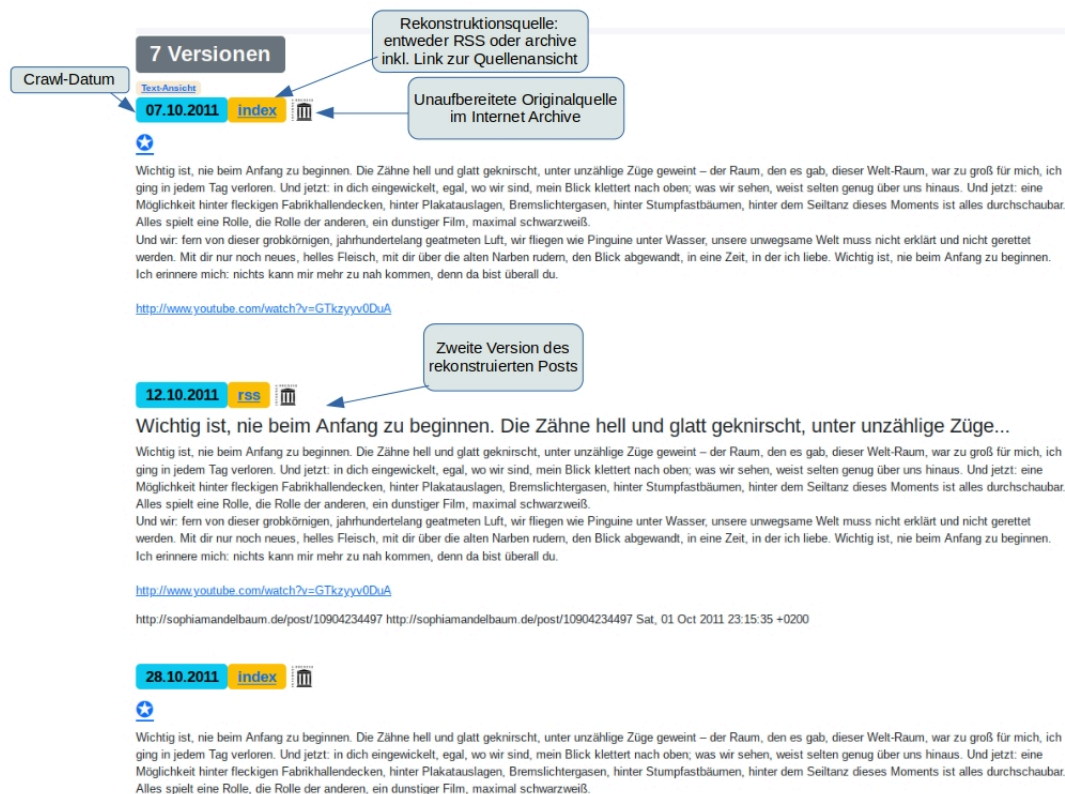 Rekonstruktionsquelle:
entweder RSS oder archive
inkl. Link zur Quellenansicht
7 Versionen
Crawl-Datum
Text-Ansicht
Unaufbereitete Originalquelle
im Internet Archive
07.10.2011 index
Wichtig ist, nie beim Anfang zu beginnen. Die Zähne hell und glatt geknirscht, unter unzählige Züge geweint – der Raum, den es gab, dieser Welt-Raum, war zu groß für mich, ich
ging in jedem Tag verloren. Und jetzt: in dich eingewickelt, egal, wo wir sind, mein Blick klettert nach oben; was wir sehen, weist selten genug über uns hinaus. Und jetzt: eine
Möglichkeit hinter fleckigen Fabrikhallendecken, hinter Plakatauslagen, Bremslichtergasen, hinter Stumpfastbäumen, hinter dem Seiltanz dieses Moments ist alles durchschaubar.
Alles spielt eine Rolle, die Rolle der anderen, ein dunstiger Film, maximal schwarzweiß.
Und wir: fern von dieser grobkörnigen, jahrhundertelang geatmeten Luft, wir fliegen wie Pinguine unter Wasser, unsere unwegsame Welt muss nicht erklärt und nicht gerettet
werden. Mit dir nur noch neues, helles Fleisch, mit dir über die alten Narben rudern, den Blick abgewandt, in eine Zeit, in der ich liebe. Wichtig ist, nie beim Anfang zu beginnen.
Ich erinnere mich: nichts kann mir mehr zu nah kommen, denn da bist überall du.
http://www.youtube.com/watch?v=GTkzyyv0DuA
Zweite Version des
rekonstruierten Posts
12.10.2011 rss
Wichtig ist, nie beim Anfang zu beginnen. Die Zähne hell und glatt geknirscht, unter unzählige Züge...
Wichtig ist, nie beim Anfang zu beginnen. Die Zähne hell und glatt geknirscht, unter unzählige Züge geweint – der Raum, den es gab, dieser Welt-Raum, war zu groß für mich, ich
ging in jedem Tag verloren. Und jetzt: in dich eingewickelt, egal, wo wir sind, mein Blick klettert nach oben; was wir sehen, weist selten genug über uns hinaus. Und jetzt: eine
Möglichkeit hinter fleckigen Fabrikhallendecken, hinter Plakatauslagen, Bremslichtergasen, hinter Stumpfastbäumen, hinter dem Seiltanz dieses Moments ist alles durchschaubar.
Alles spielt eine Rolle, die Rolle der anderen, ein dunstiger Film, maximal schwarzweiß.
Und wir: fern von dieser grobkörnigen, jahrhundertelang geatmeten Luft, wir fliegen wie Pinguine unter Wasser, unsere unwegsame Welt muss nicht erklärt und nicht gerettet
werden. Mit dir nur noch neues, helles Fleisch, mit dir über die alten Narben rudern, den Blick abgewandt, in eine Zeit, in der ich liebe. Wichtig ist, nie beim Anfang zu beginnen.
Ich erinnere mich: nichts kann mir mehr zu nah kommen, denn da bist überall du.
http://www.youtube.com/watch?v=GTkzyyv0DuA
http://sophiamandelbaum.de/post/10904234497 http://sophiamandelbaum.de/post/10904234497 Sat, 01 Oct 2011 23:15:35 +0200
28.10.2011 index
Wichtig ist, nie beim Anfang zu beginnen. Die Zähne hell und glatt geknirscht, unter unzählige Züge geweint – der Raum, den es gab, dieser Welt-Raum, war zu groß für mich, ich
ging in jedem Tag verloren. Und jetzt: in dich eingewickelt, egal, wo wir sind, mein Blick klettert nach oben; was wir sehen, weist selten genug über uns hinaus. Und jetzt: eine
Möglichkeit hinter fleckigen Fabrikhallendecken, hinter Plakatauslagen, Bremslichtergasen, hinter Stumpfastbäumen, hinter dem Seiltanz dieses Moments ist alles durchschaubar.
Alles spielt eine Rolle, die Rolle der anderen, ein dunstiger Film, maximal schwarzweiß.